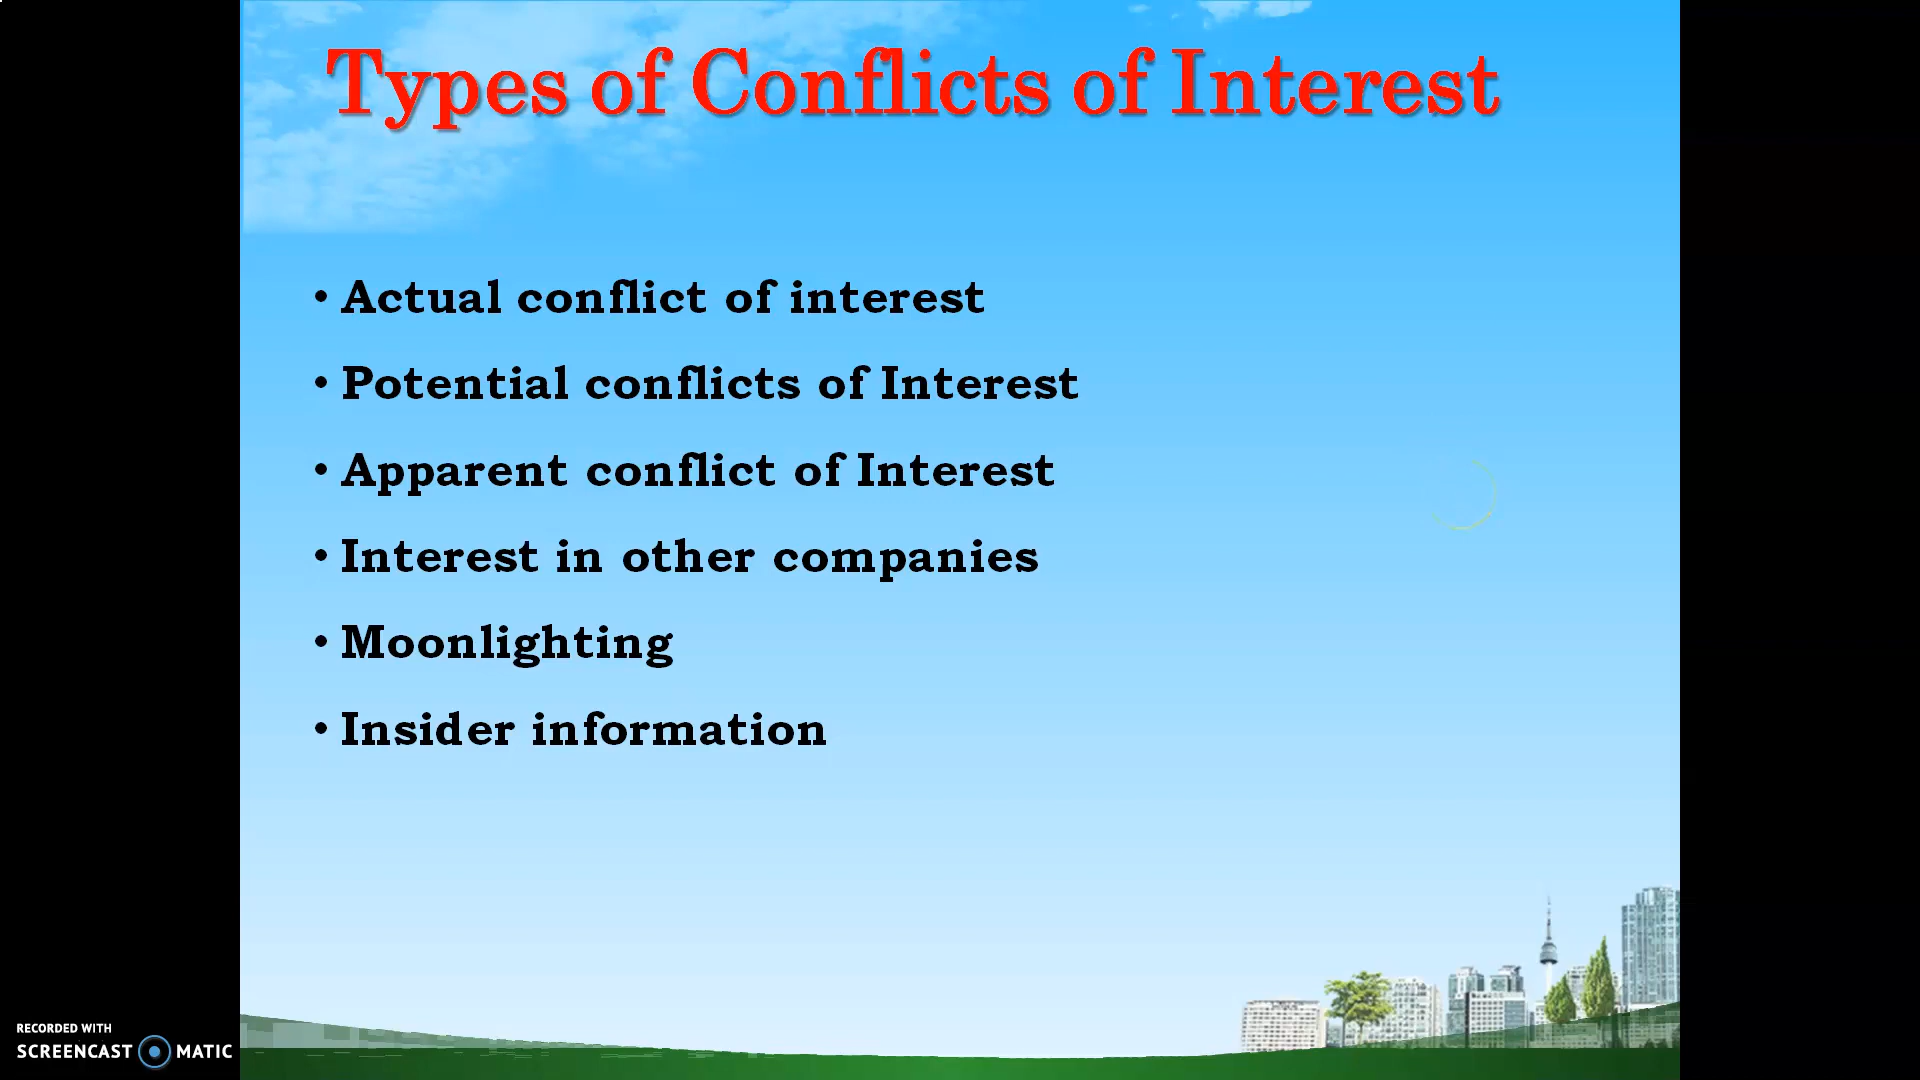 Types of Conflicts of Interest
• Actual conflict of interest
• Potential conflicts of Interest
• Apparent conflict of Interest
• Interest in other companies
• Moonlighting
• Insider information
RECORDED WITH
SCREENCAST MATIC